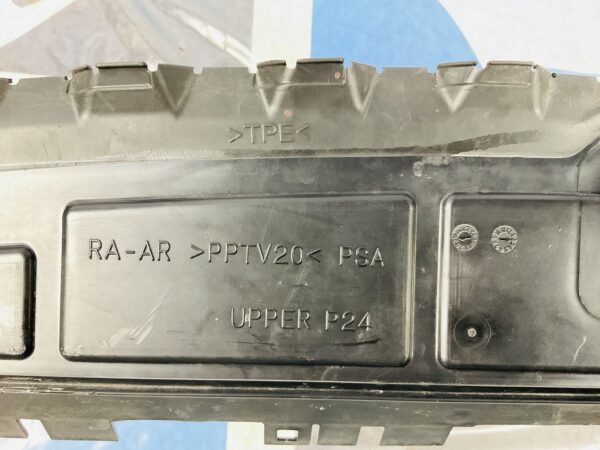 >TPE<
RA-AR >PPTV20< PSA
UPPER P24